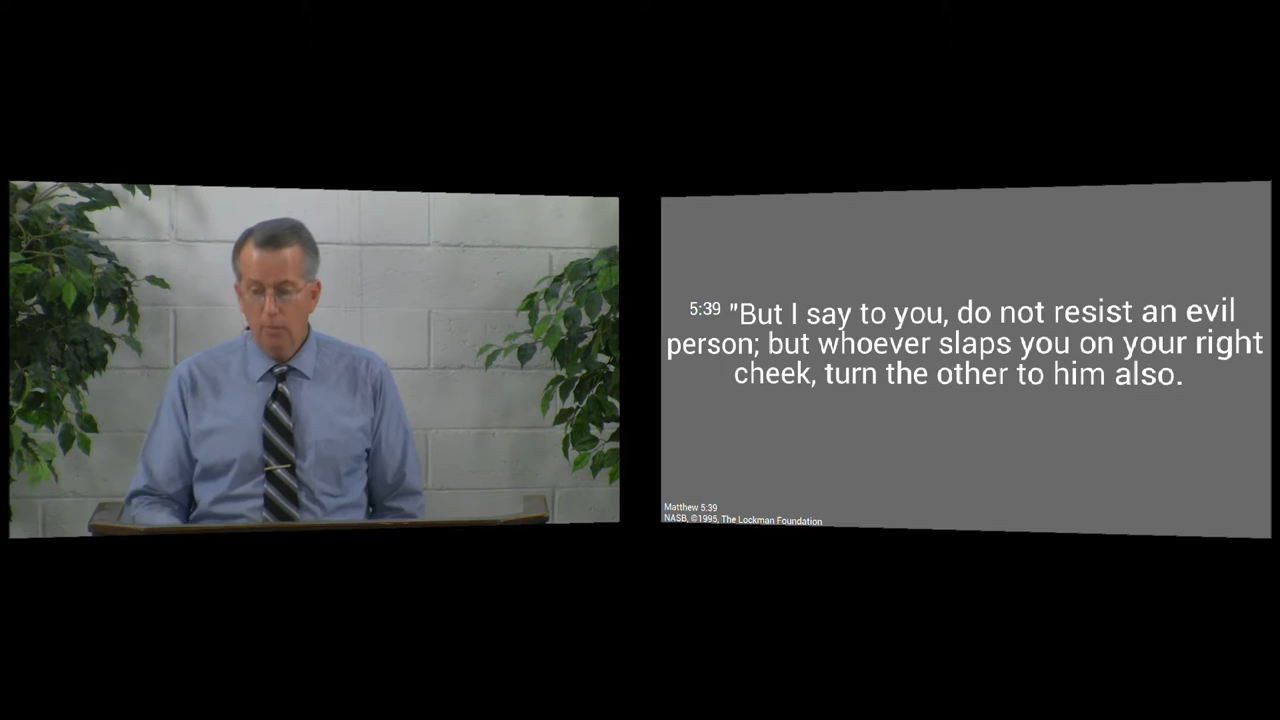 5:39 "But I say to you, do not resist an evil
person; but whoever slaps you on your right
cheek, turn the other to him also.
Matthew 5:39
NASB, ©1995, The Lockman Foundation